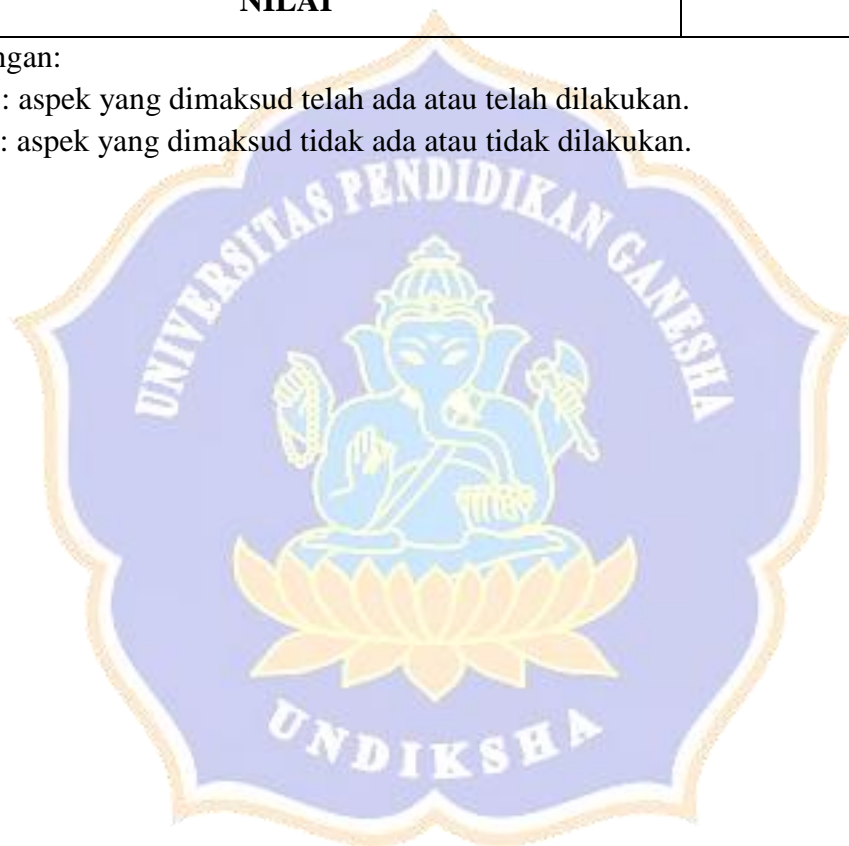 NILAI
ngan:
: aspek yang dimaksud telah ada atau telah dilakukan.
: aspek yang dimaksud tidak ada atau tidak dilakukan.
UNIVERSITAS PENDIDIKAN GANESHA
UNDIKSHA